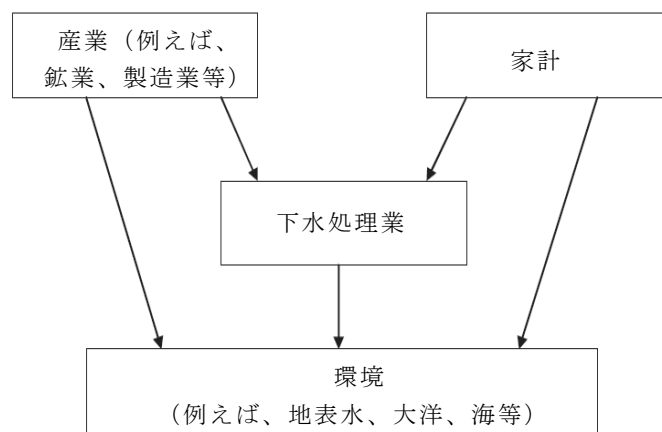 産業（例えば、
鉱業、製造業等）
家計
下水処理業
環境
（例えば、地表水、大洋、海等）